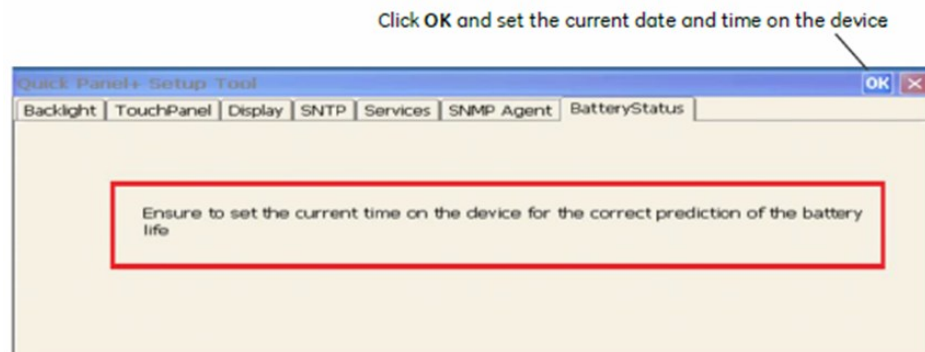 Click OK and set the current date and time on the device
Quick Panel+ Setup Tool
OK
Backlight TouchPanel Display SNTP Services SNMP Agent BatteryStatus
Ensure to set the current time on the device for the correct prediction of the battery
life